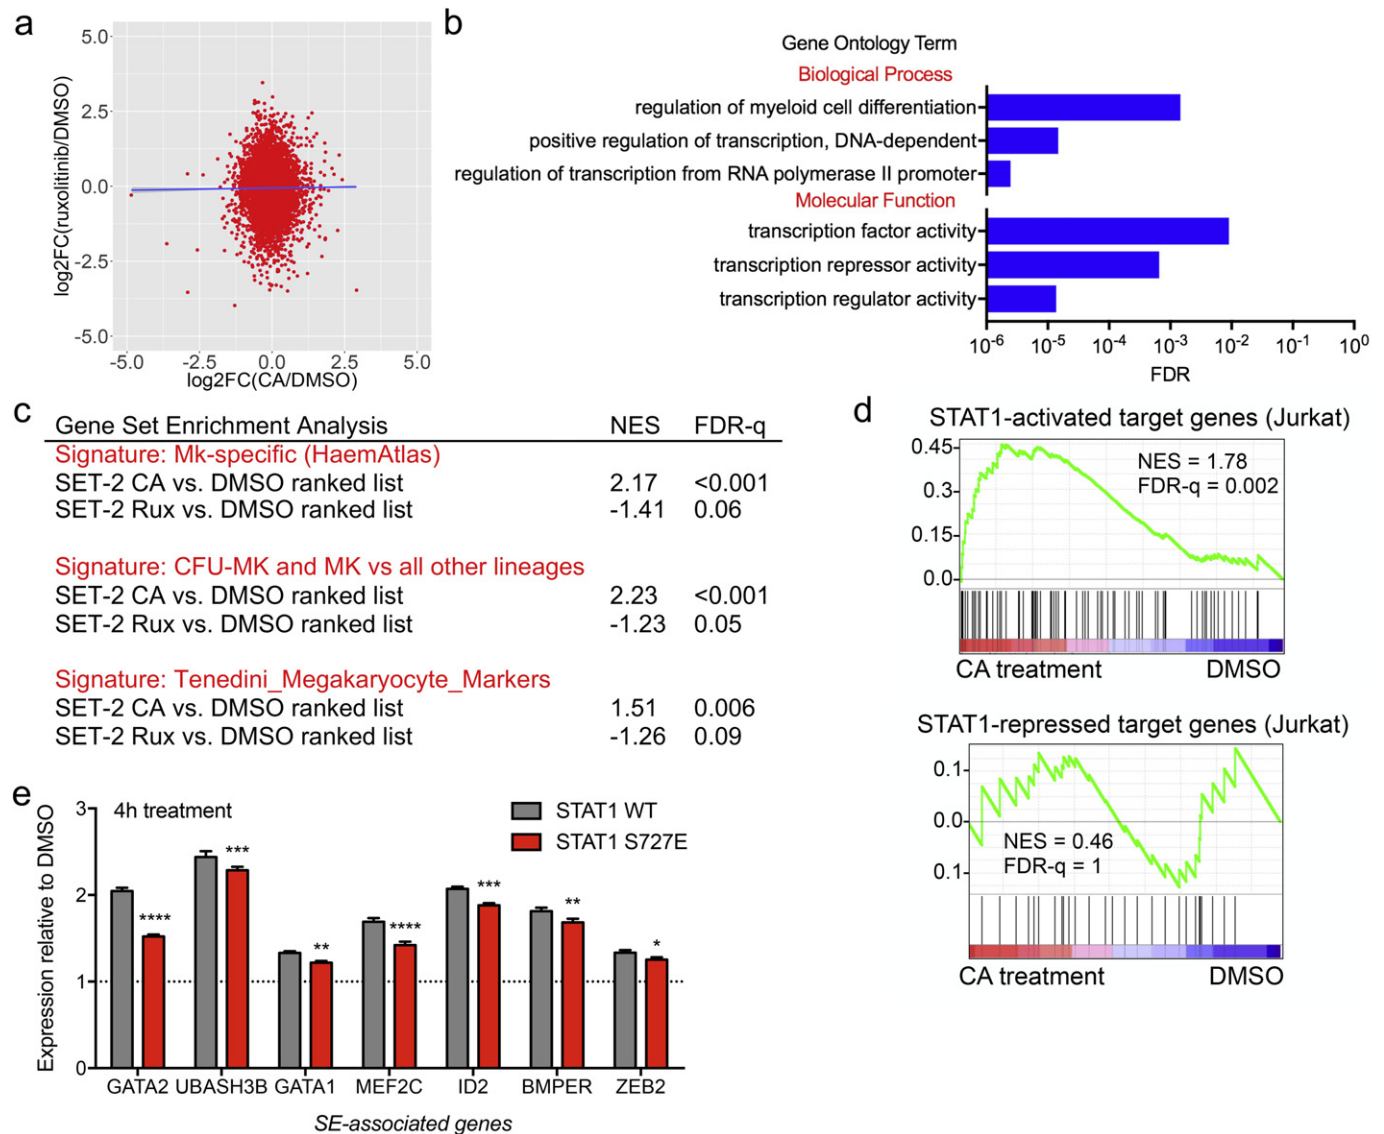 a
5.0
2.5
0.0
-2.5
-5.0
log2FC(ruxolitinib/DMSO)
-5.0 -2.5 0.0 2.5 5.0
log2FC(CA/DMSO)
b
Gene Ontology Term
Biological Process
regulation of myeloid cell differentiation
positive regulation of transcription, DNA-dependent
regulation of transcription from RNA polymerase II promoter
Molecular Function
transcription factor activity
transcription repressor activity
transcription regulator activity
10⁻⁶ 10⁻⁵ 10⁻⁴ 10⁻³ 10⁻² 10⁻¹ 10⁰
FDR
c
Gene Set Enrichment Analysis NES FDR-q
Signature: Mk-specific (HaemAtlas)
SET-2 CA vs. DMSO ranked list 2.17 <0.001
SET-2 Rux vs. DMSO ranked list -1.41 0.06
Signature: CFU-MK and MK vs all other lineages
SET-2 CA vs. DMSO ranked list 2.23 <0.001
SET-2 Rux vs. DMSO ranked list -1.23 0.05
Signature: Tenedini_Megakaryocyte_Markers
SET-2 CA vs. DMSO ranked list 1.51 0.006
SET-2 Rux vs. DMSO ranked list -1.26 0.09
d
STAT1-activated target genes (Jurkat)
0.45
0.3
0.15
0.0
NES = 1.78
FDR-q = 0.002
CA treatment DMSO
STAT1-repressed target genes (Jurkat)
0.1
0.0
0.1
NES = 0.46
FDR-q = 1
CA treatment DMSO
e
3
2
1
0
Expression relative to DMSO
4h treatment
STAT1 WT
STAT1 S727E
**** *** ** **** *** ** *
GATA2 UBASH3B GATA1 MEF2C ID2 BMPER ZEB2
SE-associated genes